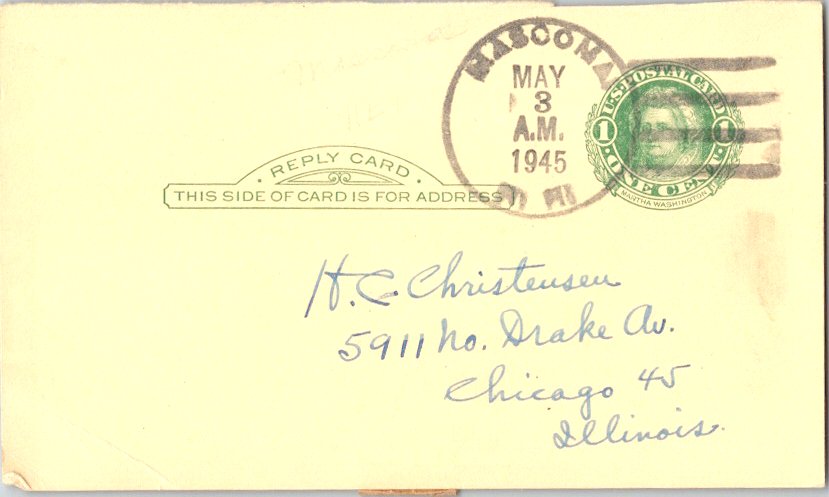 MASCOMA
MAY
3
A.M.
1945
U.S. POSTAL CARD
1 1
ONE CENT
MARTHA WASHINGTON
REPLY CARD
THIS SIDE OF CARD IS FOR ADDRESS
H. C. Christensen
5911 No. Drake Av.
Chicago 45
Illinois.